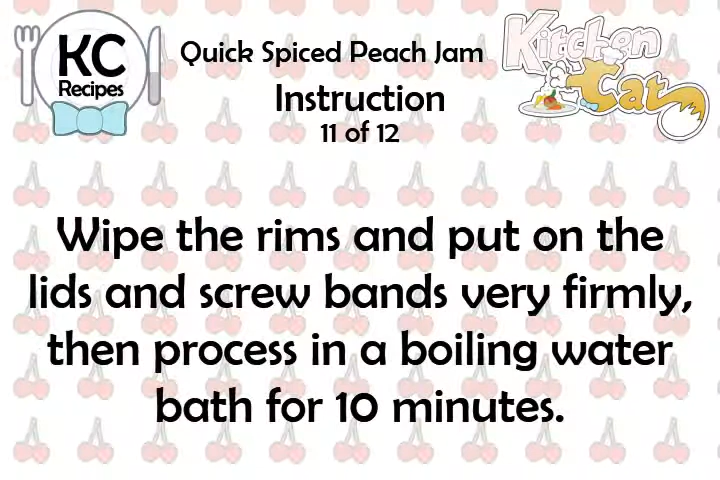 KC
Recipes
Quick Spiced Peach Jam
Instruction
11 of 12
Kitchen
Cat
Wipe the rims and put on the
lids and screw bands very firmly,
then process in a boiling water
bath for 10 minutes.